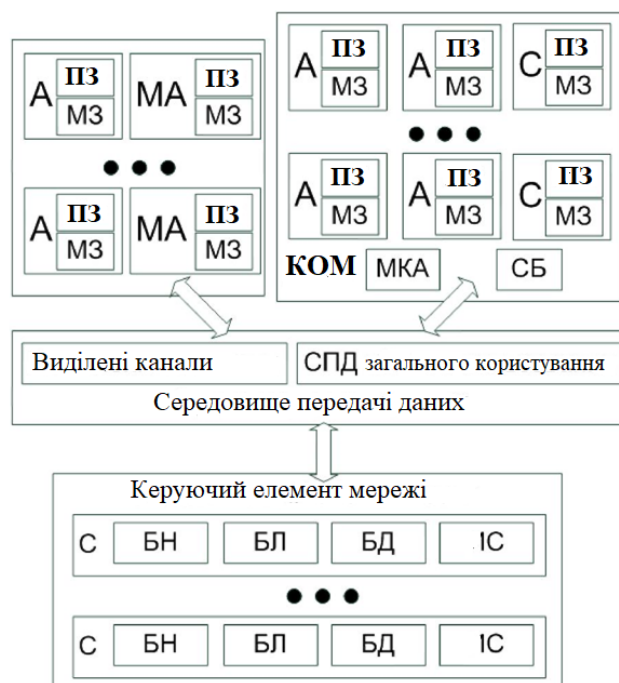 А ПЗ МЗ МА ПЗ МЗ
А ПЗ МЗ МА ПЗ МЗ
А ПЗ МЗ А ПЗ МЗ С ПЗ МЗ
А ПЗ МЗ А ПЗ МЗ С ПЗ МЗ
КОМ МКА СБ
Виділені канали
СПД загального користування
Середовище передачі даних
Керуючий елемент мережі
С БН БЛ БД ІС
С БН БЛ БД ІС